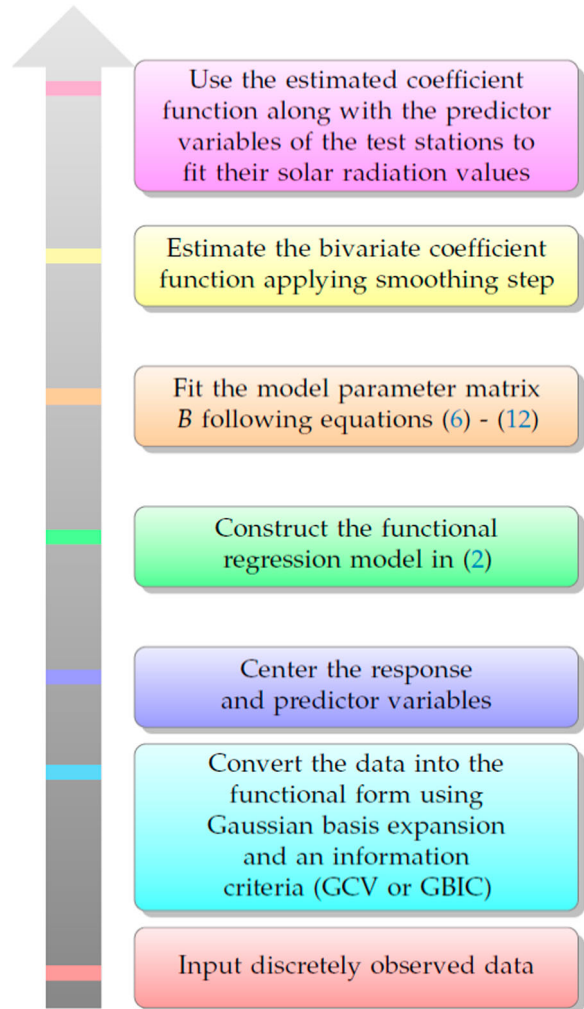 Use the estimated coefficient
function along with the predictor
variables of the test stations to
fit their solar radiation values
Estimate the bivariate coefficient
function applying smoothing step
Fit the model parameter matrix
B following equations (6) - (12)
Construct the functional
regression model in (2)
Center the response
and predictor variables
Convert the data into the
functional form using
Gaussian basis expansion
and an information
criteria (GCV or GBIC)
Input discretely observed data